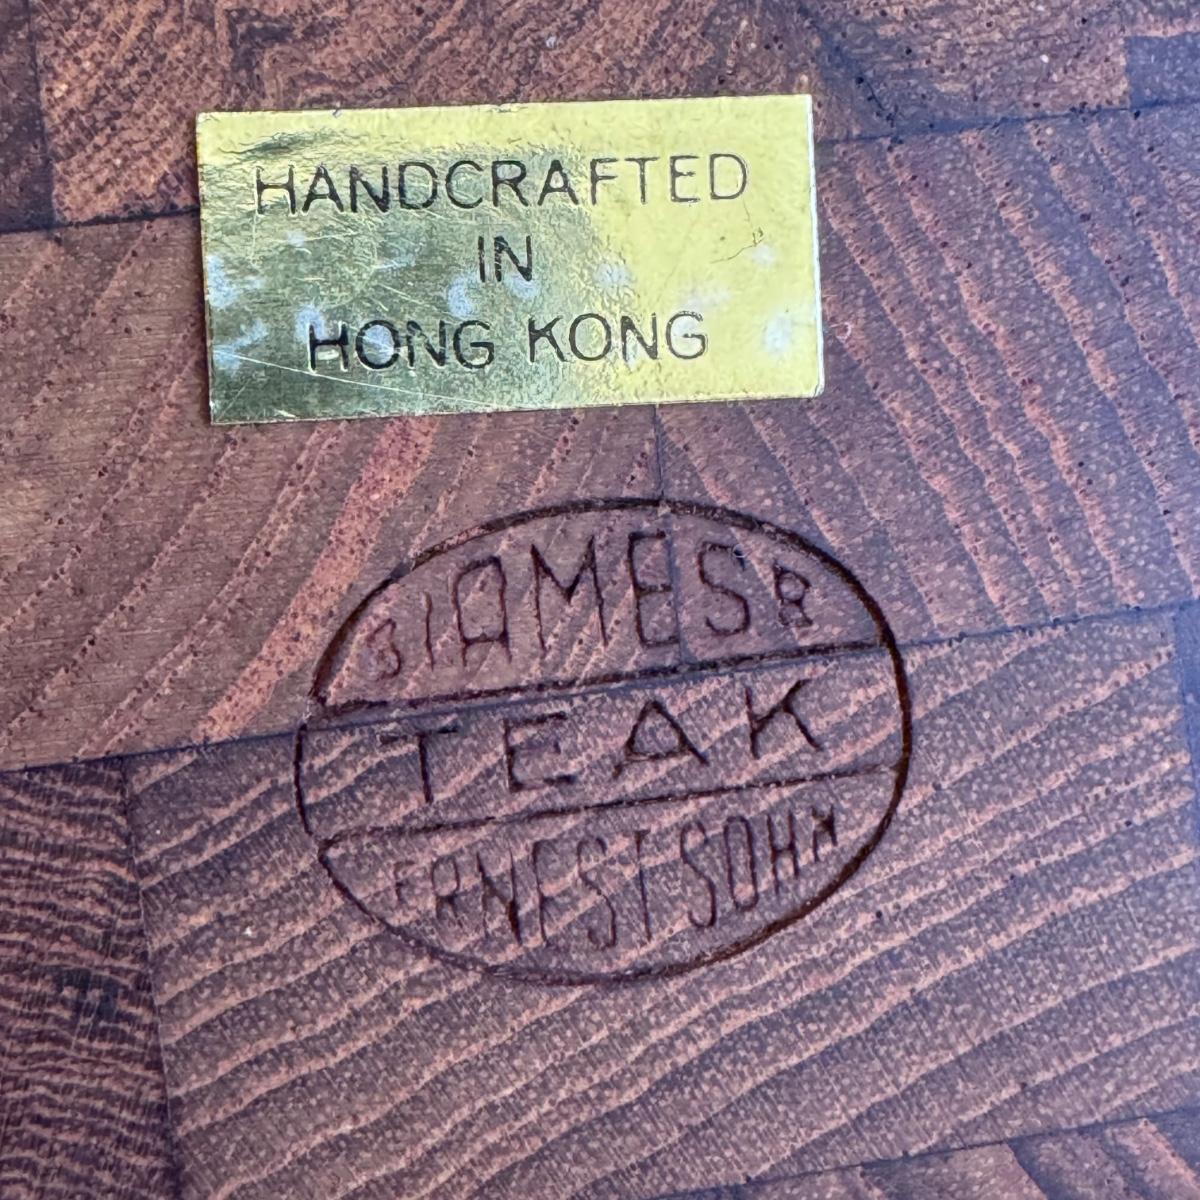 HANDCRAFTED
IN
HONG KONG
SIAMESE
TEAK
ERNEST SOHN